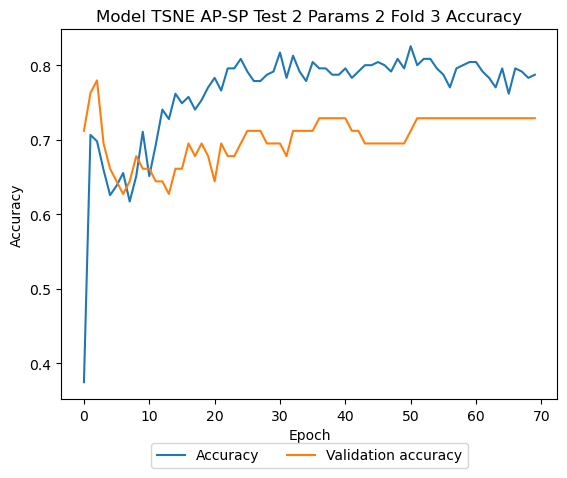 Model TSNE AP-SP Test 2 Params 2 Fold 3 Accuracy
0.8
0.7
0.6
0.5
0.4
Accuracy
0 10 20 30 40 50 60 70
Epoch
Accuracy Validation accuracy